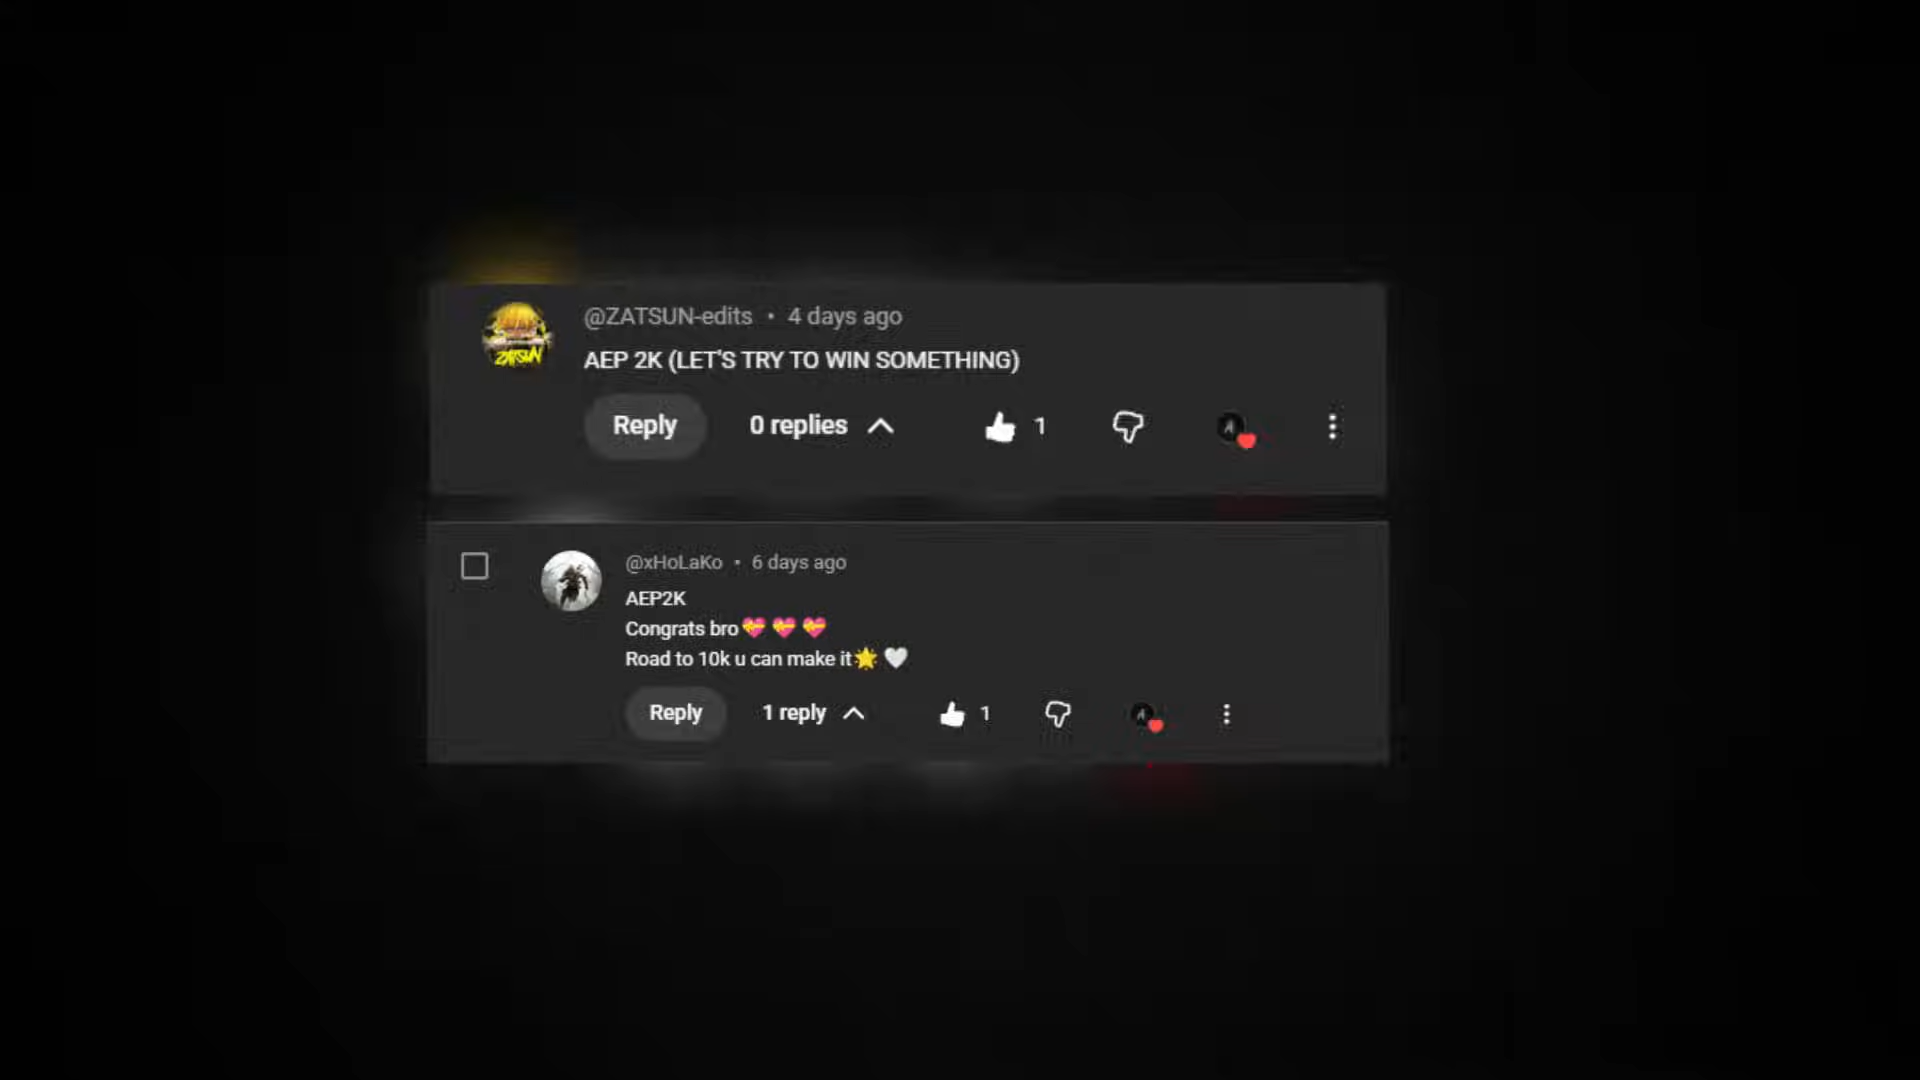 @ZATSUN-edits • 4 days ago
AEP 2K (LET'S TRY TO WIN SOMETHING)
Reply 0 replies 1
ZATSUN
@xHoLaKo • 6 days ago
AEP2K
Congrats bro💝 💝 💝
Road to 10k u can make it🌟 🤍
Reply 1 reply 1